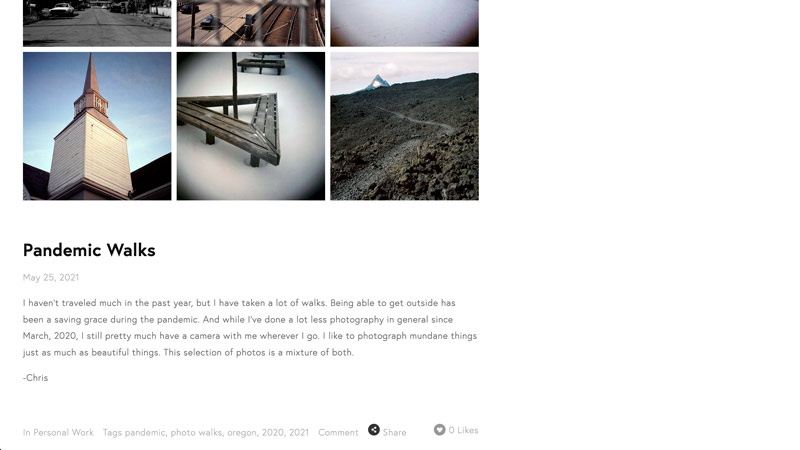 Pandemic Walks
May 25, 2021
I haven't traveled much in the past year, but I have taken a lot of walks. Being able to get outside has
been a saving grace during the pandemic. And while I've done a lot less photography in general since
March, 2020, I still pretty much have a camera with me wherever I go. I like to photograph mundane things
just as much as beautiful things. This selection of photos is a mixture of both.
-Chris
In Personal Work Tags pandemic, photo walks, oregon, 2020, 2021 Comment Share 0 Likes